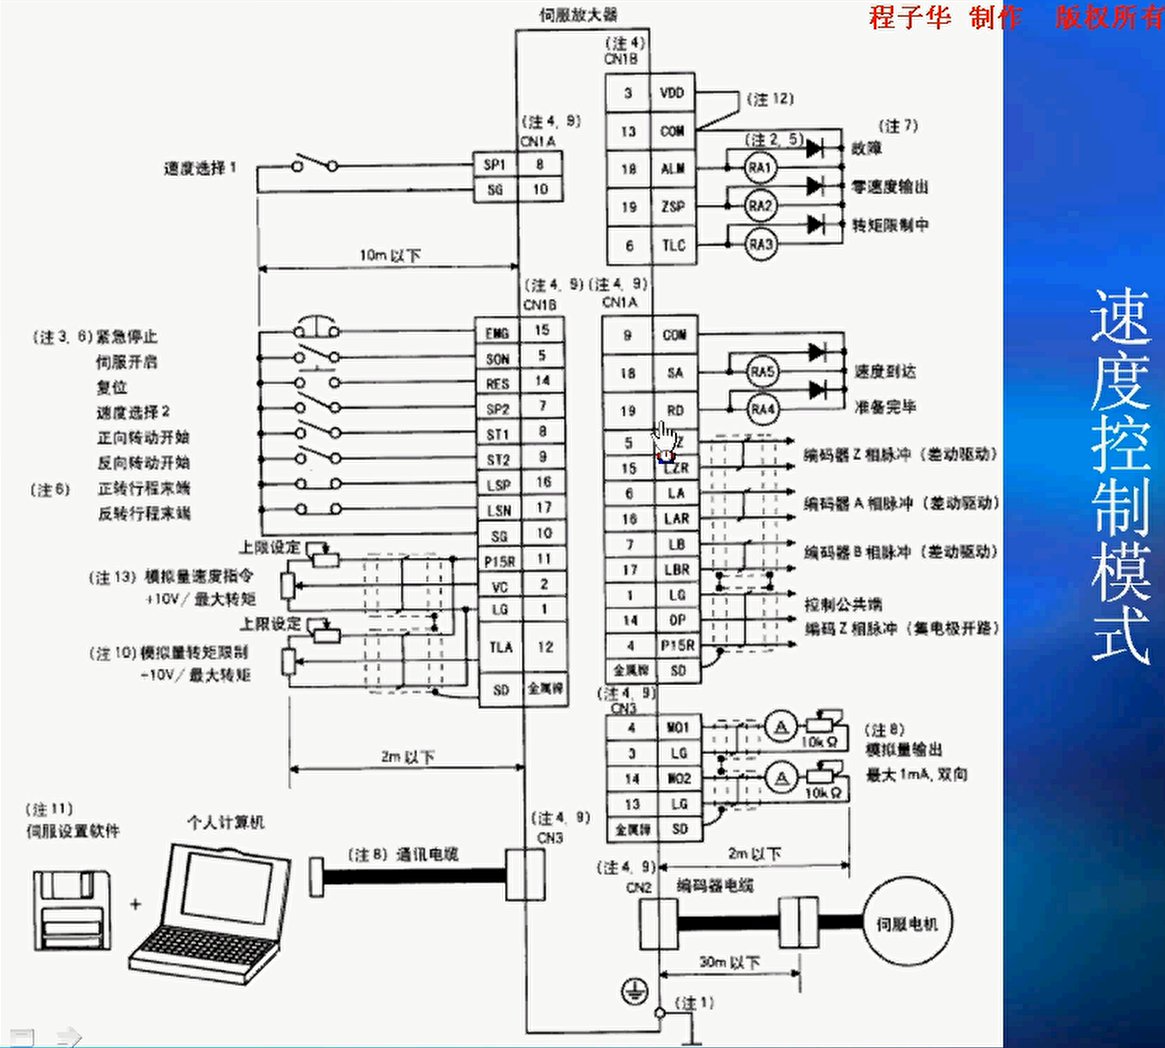 程子华 制作 版权所有
速度控制模式
伺服放大器
(注 4)
CN1B
3 VDD
(注 12)
13 COM
(注 7)
(注 2, 5)
18 ALM RA1 故障
19 ZSP RA2 零速度输出
6 TLC RA3 转矩限制中
(注 4, 9)
CN1A
速度选择 1 SP1 8
SG 10
10m 以下
(注 4, 9)
CN1B
(注 3, 6) 紧急停止 EMG 15
伺服开启 SON 5
复位 RES 14
速度选择 2 SP2 7
正向转动开始 ST1 8
反向转动开始 ST2 9
(注 6) 正转行程末端 LSP 16
反转行程末端 LSN 17
SG 10
上限设定 P15R 11
(注 13) 模拟量速度指令 VC 2
+10V/ 最大转矩 LG 1
上限设定
(注 10) 模拟量转矩限制 TLA 12
+10V/ 最大转矩
SD 金属牌
2m 以下
(注 4, 9)
CN1A
9 COM
18 SA RA5 速度到达
19 RD RA4 准备完毕
5 Z
编码器 Z 相脉冲 (差动驱动)
15 LZR
6 LA
编码器 A 相脉冲 (差动驱动)
16 LAR
7 LB
编码器 B 相脉冲 (差动驱动)
17 LBR
1 LG 控制公共端
14 OP 编码 Z 相脉冲 (集电极开路)
4 P15R
金属牌 SD
(注 4, 9)
CN3
4 MO1 A 10kΩ
(注 8)
3 LG 模拟量输出
14 MO2 A 10kΩ 最大 1mA, 双向
13 LG
金属牌 SD
2m 以下
(注 11)
伺服设置软件
+
个人计算机
(注 8) 通讯电缆
(注 4, 9)
CN3
(注 4, 9)
CN2 编码器电缆
伺服电机
30m 以下
(注 1)